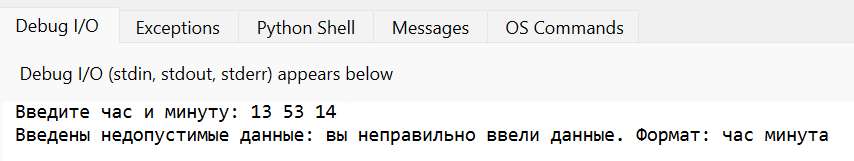 Debug I/O Exceptions Python Shell Messages OS Commands
Debug I/O (stdin, stdout, stderr) appears below
Введите час и минуту: 13 53 14
Введены недопустимые данные: вы неправильно ввели данные. Формат: час минута